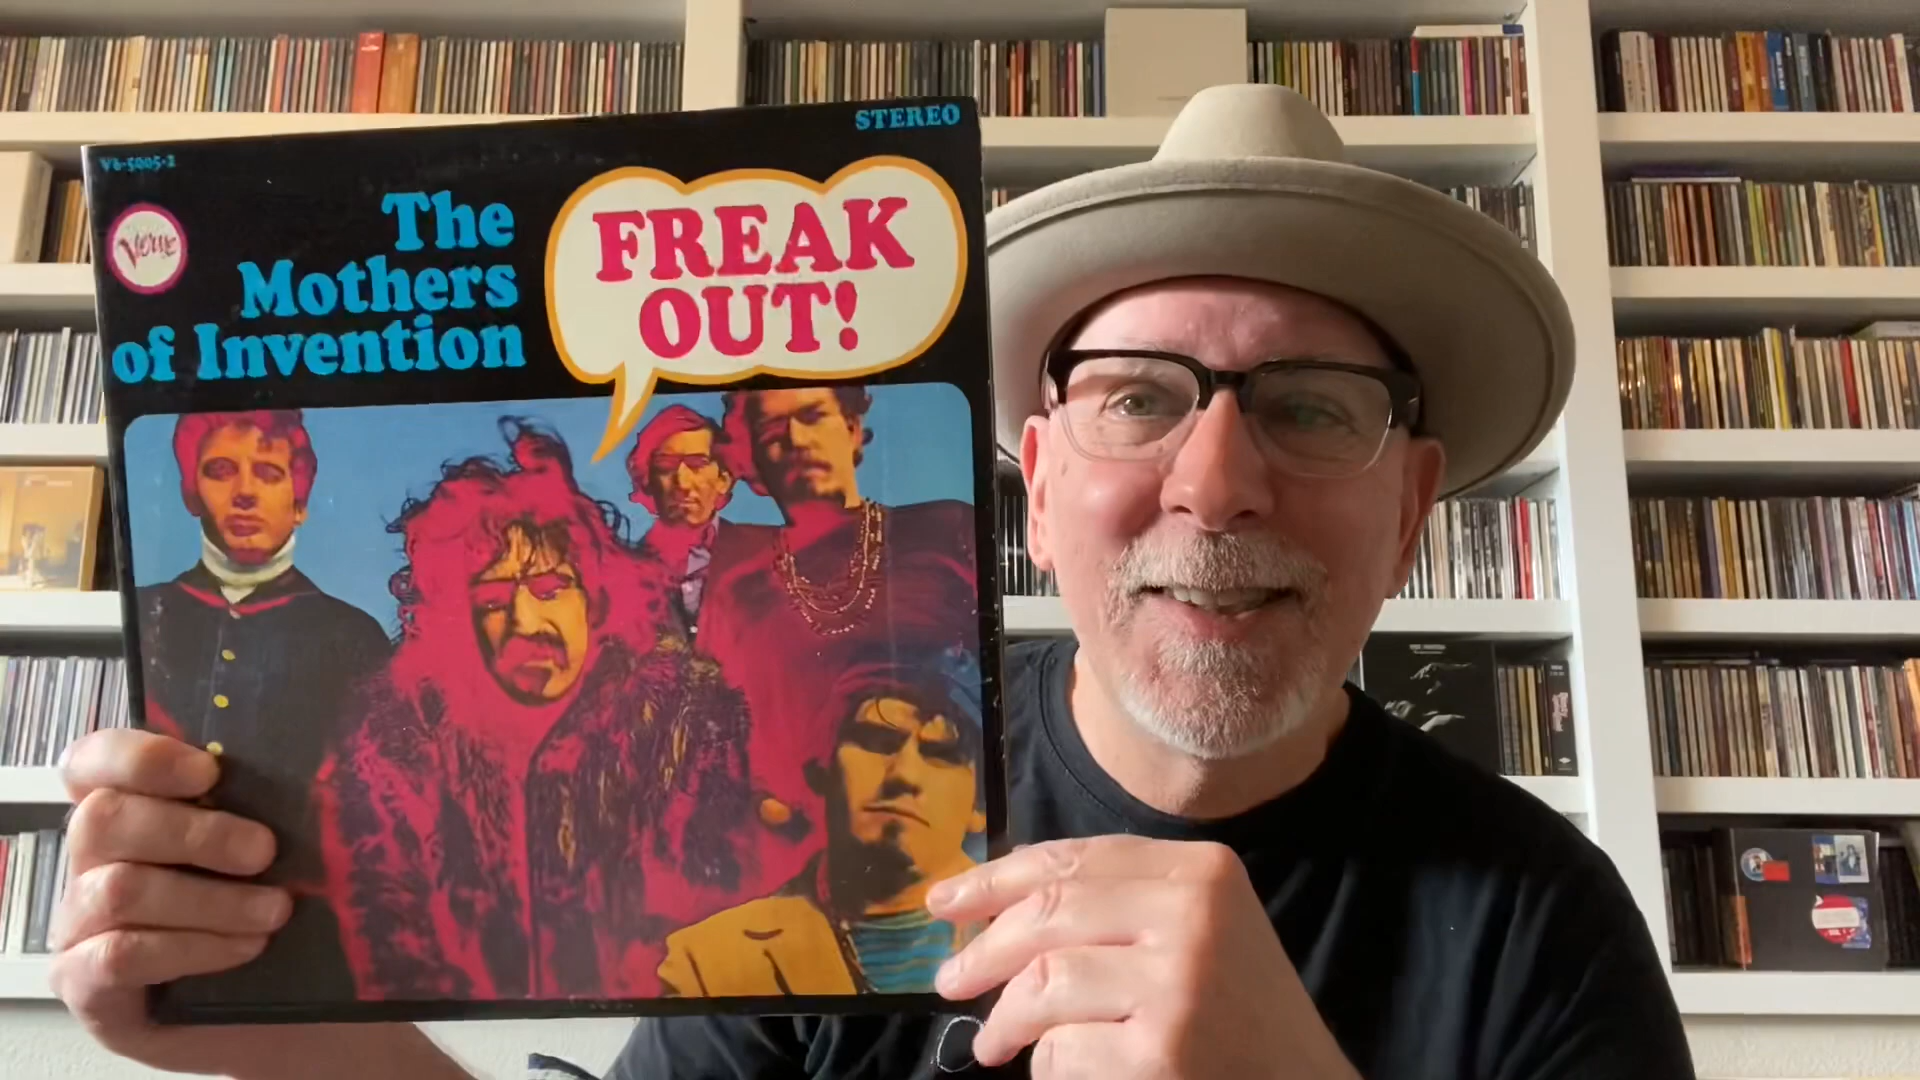 V6-5005-2
STEREO
Verve
The
Mothers
of Invention
FREAK
OUT!